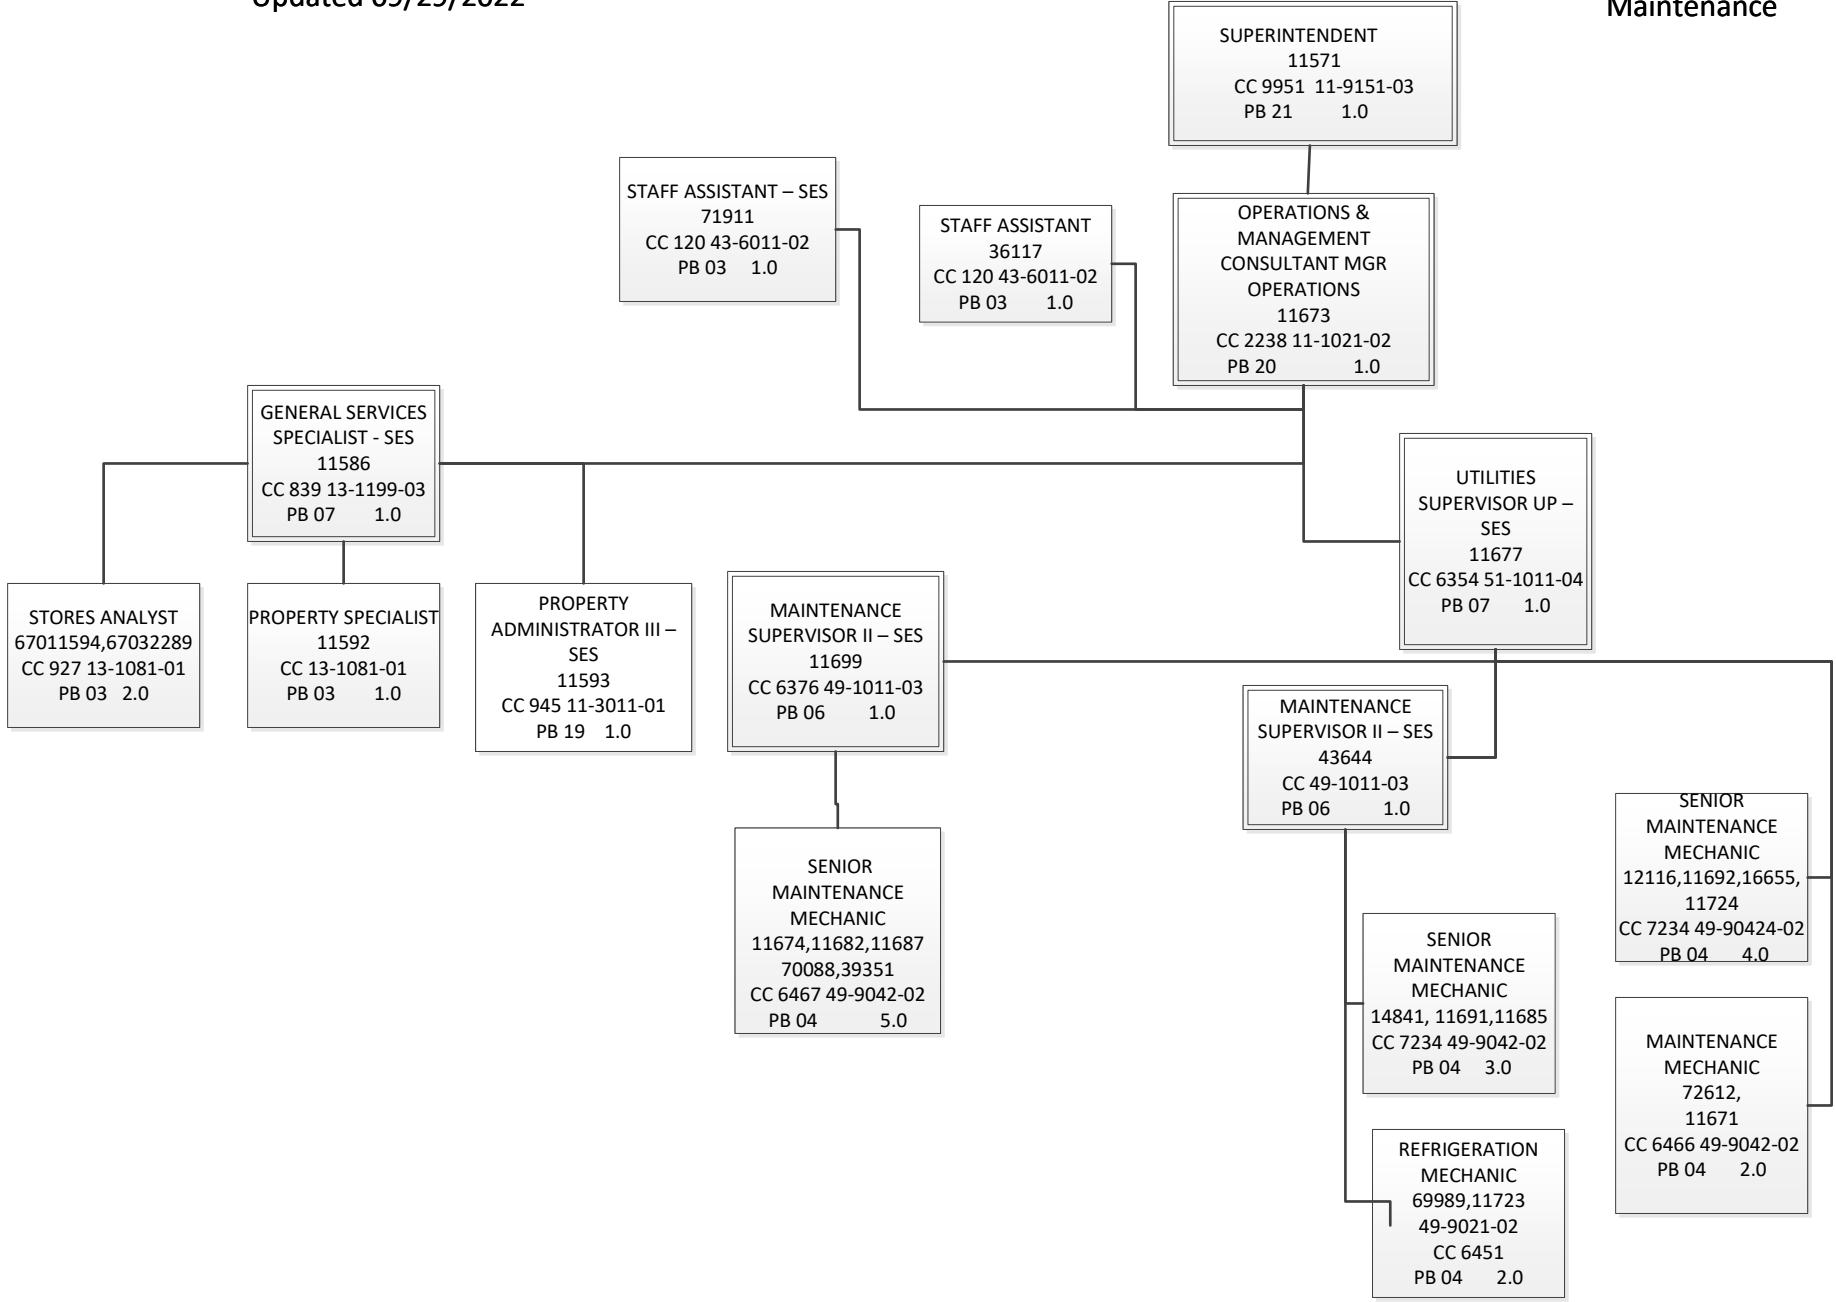 Updated 09/29/2022
Maintenance
SUPERINTENDENT
11571
CC 9951 11-9151-03
PB 21 1.0
STAFF ASSISTANT – SES
71911
CC 120 43-6011-02
PB 03 1.0
STAFF ASSISTANT
36117
CC 120 43-6011-02
PB 03 1.0
OPERATIONS &
MANAGEMENT
CONSULTANT MGR
OPERATIONS
11673
CC 2238 11-1021-02
PB 20 1.0
GENERAL SERVICES
SPECIALIST - SES
11586
CC 839 13-1199-03
PB 07 1.0
UTILITIES
SUPERVISOR UP –
SES
11677
CC 6354 51-1011-04
PB 07 1.0
STORES ANALYST
67011594,67032289
CC 927 13-1081-01
PB 03 2.0
PROPERTY SPECIALIST
11592
CC 13-1081-01
PB 03 1.0
PROPERTY
ADMINISTRATOR III –
SES
11593
CC 945 11-3011-01
PB 19 1.0
MAINTENANCE
SUPERVISOR II – SES
11699
CC 6376 49-1011-03
PB 06 1.0
MAINTENANCE
SUPERVISOR II – SES
43644
CC 49-1011-03
PB 06 1.0
SENIOR
MAINTENANCE
MECHANIC
11674,11682,11687
70088,39351
CC 6467 49-9042-02
PB 04 5.0
SENIOR
MAINTENANCE
MECHANIC
12116,11692,16655,
11724
CC 7234 49-90424-02
PB 04 4.0
SENIOR
MAINTENANCE
MECHANIC
14841, 11691,11685
CC 7234 49-9042-02
PB 04 3.0
MAINTENANCE
MECHANIC
72612,
11671
CC 6466 49-9042-02
PB 04 2.0
REFRIGERATION
MECHANIC
69989,11723
49-9021-02
CC 6451
PB 04 2.0